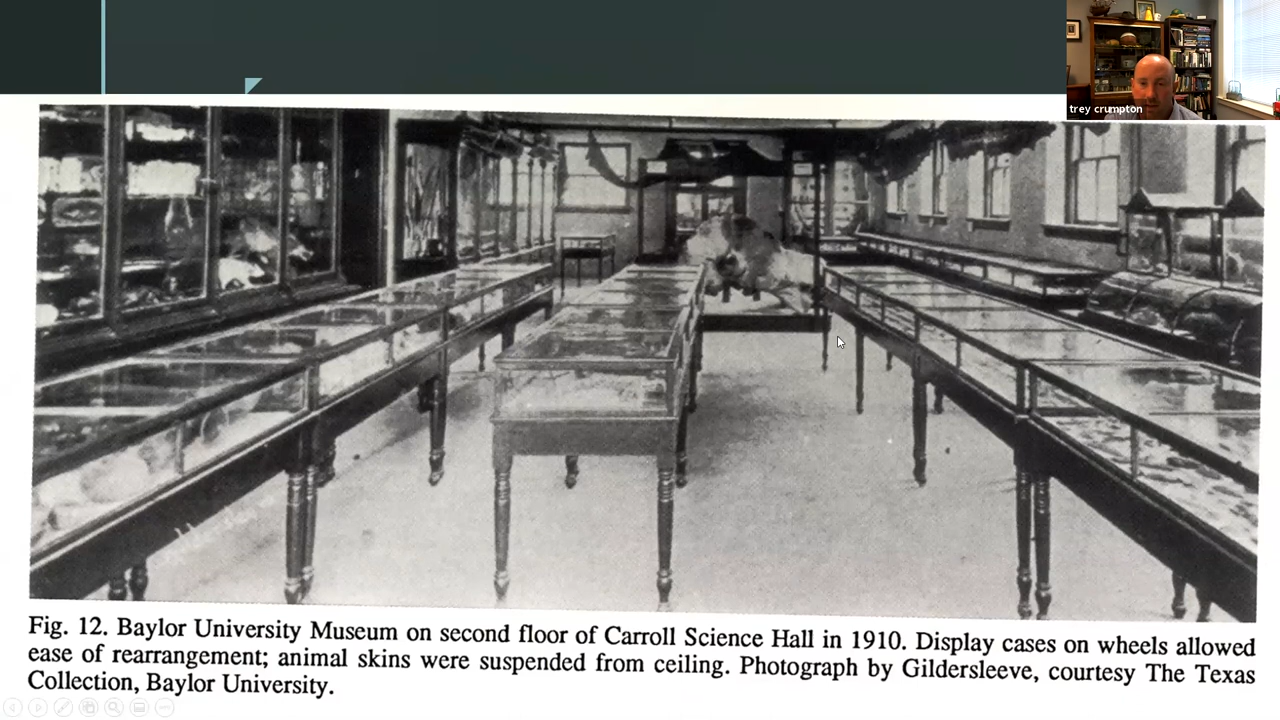 trey crumpton
Fig. 12. Baylor University Museum on second floor of Carroll Science Hall in 1910. Display cases on wheels allowed
ease of rearrangement; animal skins were suspended from ceiling. Photograph by Gildersleeve, courtesy The Texas
Collection, Baylor University.